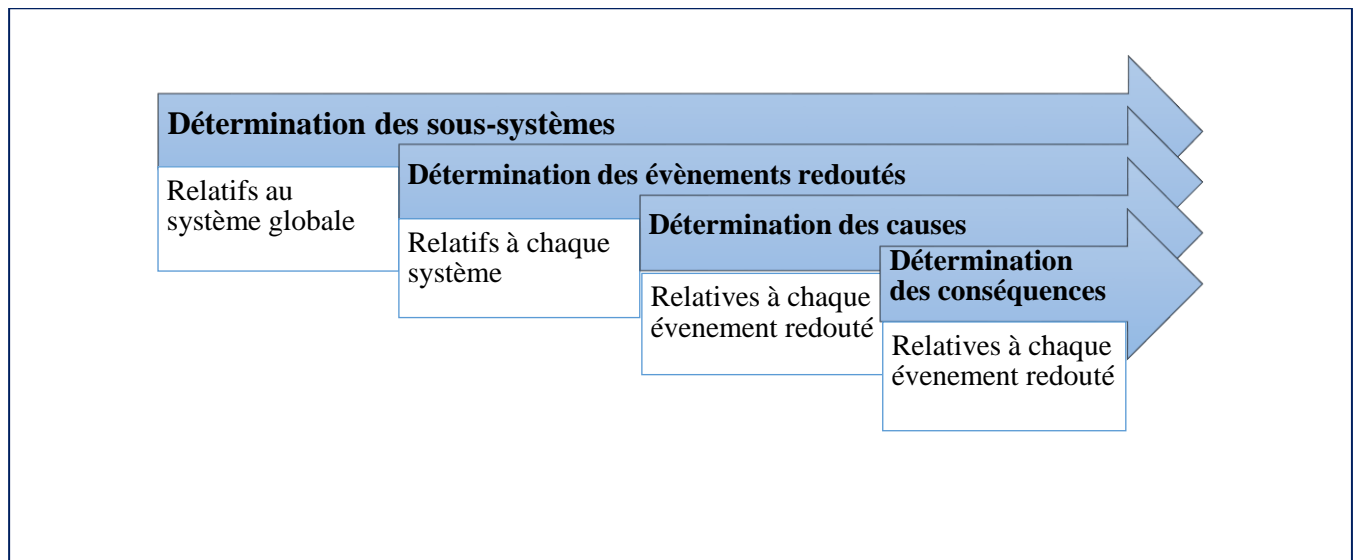 Détermination des sous-systèmes
Relatifs au
système globale
Détermination des évènements redoutés
Relatifs à chaque
système
Détermination des causes
Relatives à chaque
évenement redouté
Détermination
des conséquences
Relatives à chaque
évenement redouté